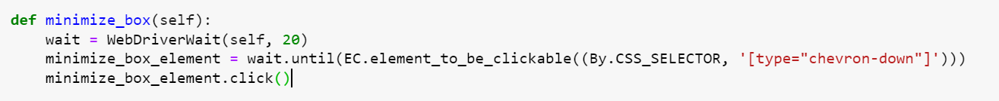 def minimize_box(self):
    wait = WebDriverWait(self, 20)
    minimize_box_element = wait.until(EC.element_to_be_clickable((By.CSS_SELECTOR, '[type="chevron-down"]')))
    minimize_box_element.click()